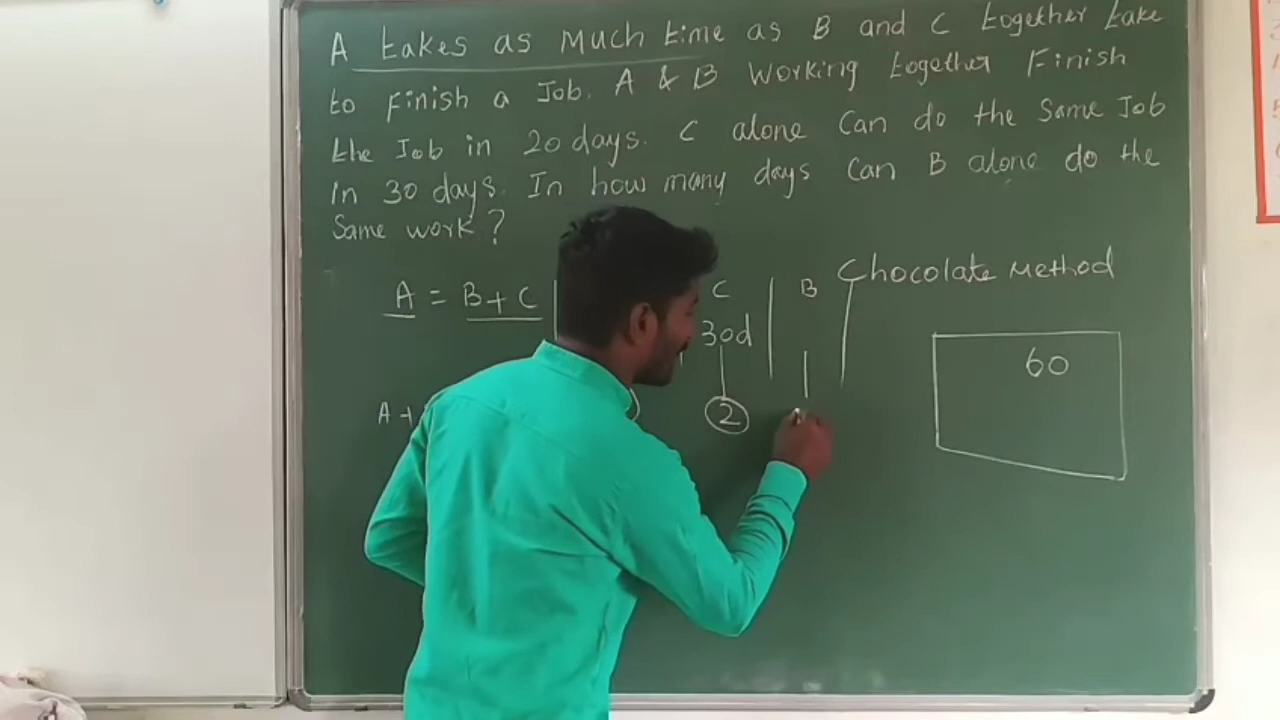 A takes as Much time as B and C together take
to Finish a Job. A & B Working together Finish
the Job in 20 days. C alone Can do the Same Job
In 30 days. In how many days Can B alone do the
Same work?
Chocolate Method
A = B + C
C
B
30d
60
A +
2